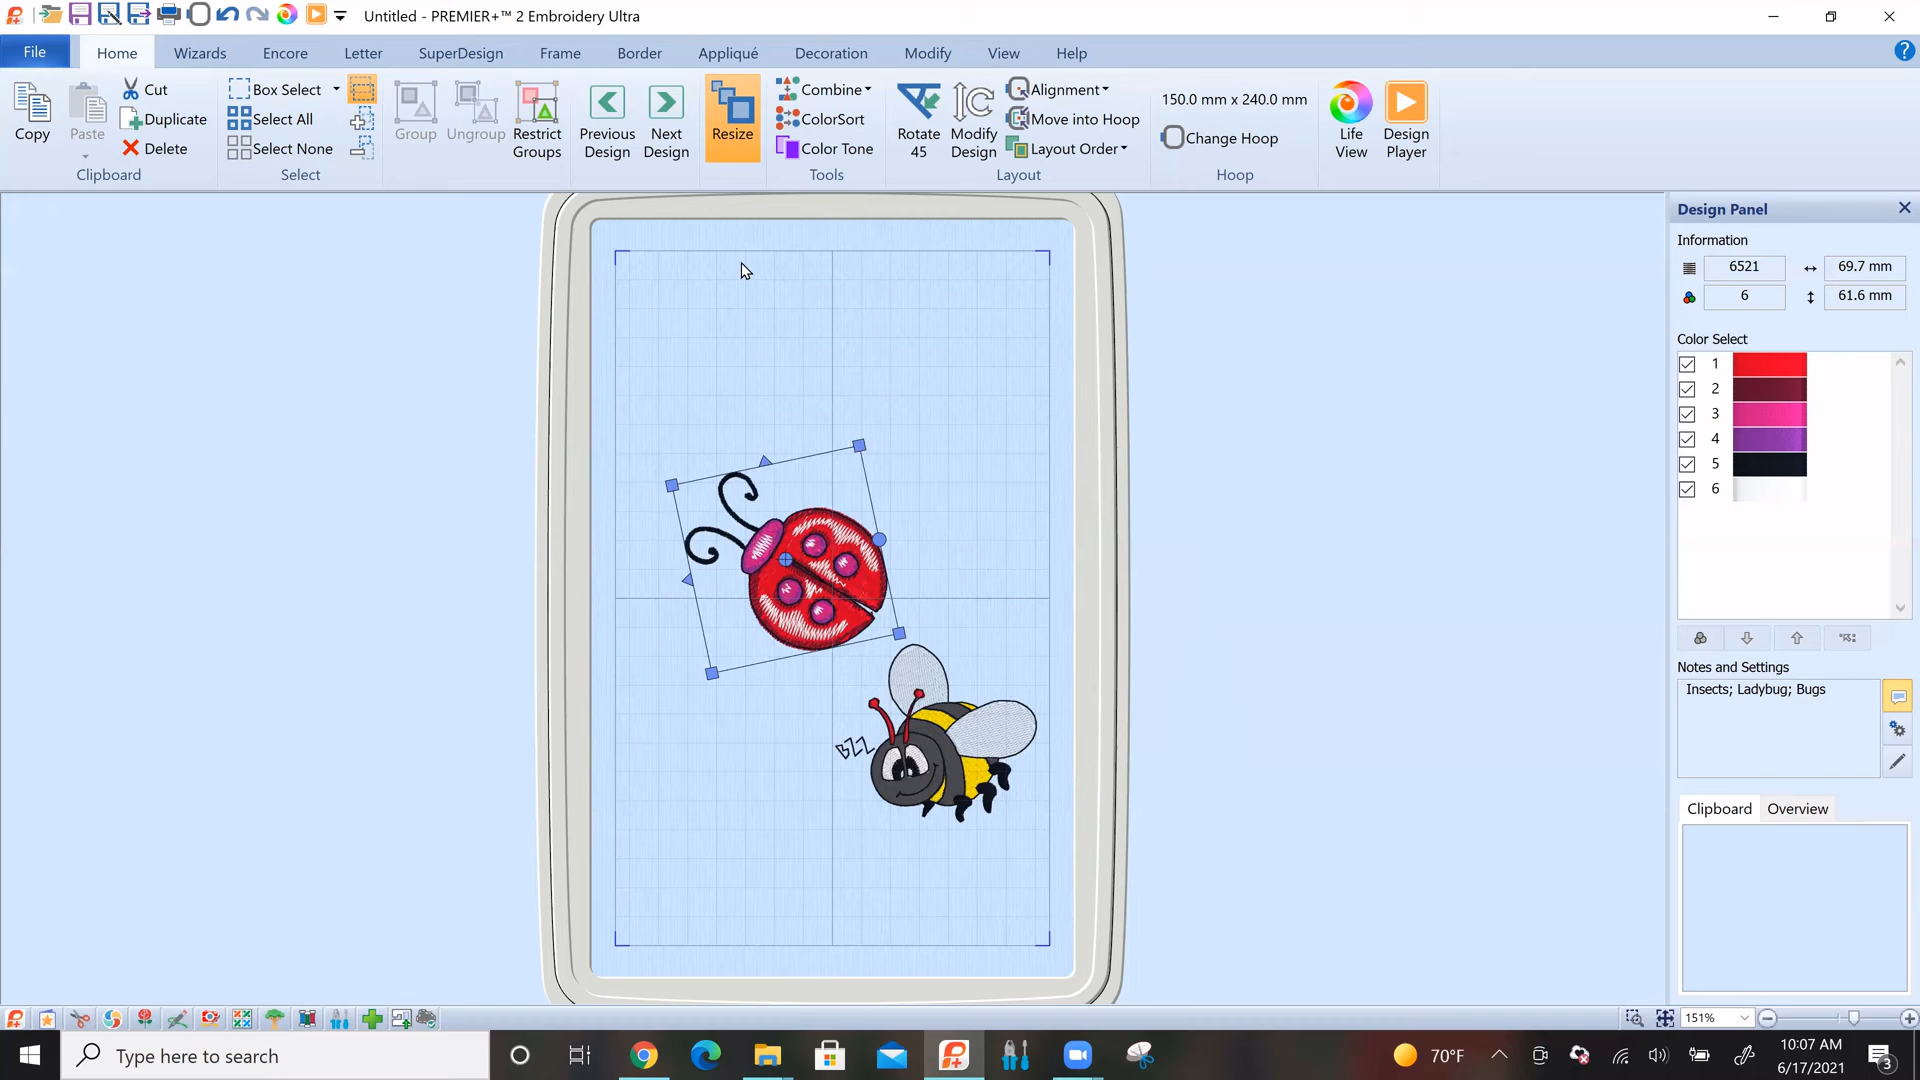 Untitled - PREMIER+™ 2 Embroidery Ultra
File Home Wizards Encore Letter SuperDesign Frame Border Appliqué Decoration Modify View Help
Copy
Paste
Cut
Duplicate
Delete
Clipboard
Box Select
Select All
Select None
Select
Group
Ungroup
Restrict Groups
Previous Design
Next Design
Resize
Combine
ColorSort
Color Tone
Tools
Rotate 45
Modify Design
Alignment
Move into Hoop
Layout Order
Layout
150.0 mm x 240.0 mm
Change Hoop
Hoop
Life View
Design Player
Design Panel
Information
6521 69.7 mm
6 61.6 mm
Color Select
1
2
3
4
5
6
Notes and Settings
Insects; Ladybug; Bugs
Clipboard Overview
BZZ
151%
Type here to search
70°F
10:07 AM
6/17/2021
3